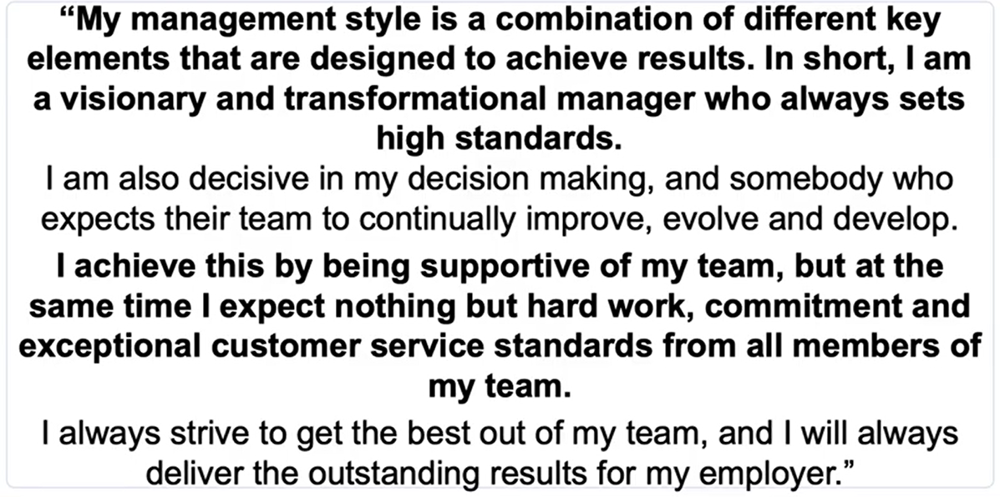 “My management style is a combination of different key
elements that are designed to achieve results. In short, I am
a visionary and transformational manager who always sets
high standards.
I am also decisive in my decision making, and somebody who
expects their team to continually improve, evolve and develop.
I achieve this by being supportive of my team, but at the
same time I expect nothing but hard work, commitment and
exceptional customer service standards from all members of
my team.
I always strive to get the best out of my team, and I will always
deliver the outstanding results for my employer.”